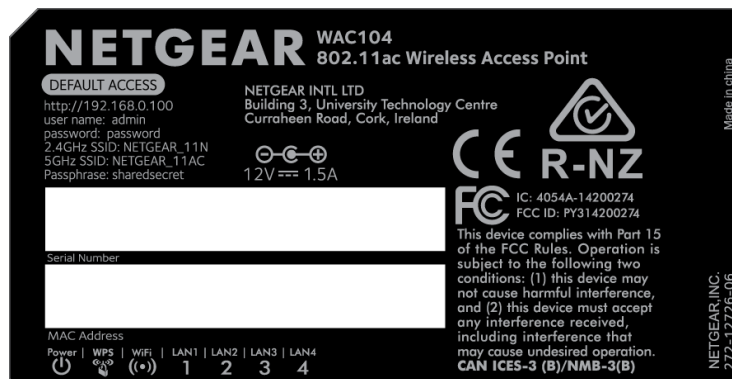 NETGEAR
WAC104
802.11ac Wireless Access Point
DEFAULT ACCESS
http://192.168.0.100
user name: admin
password: password
2.4GHz SSID: NETGEAR_11N
5GHz SSID: NETGEAR_11AC
Passphrase: sharedsecret
NETGEAR INTL LTD
Building 3, University Technology Centre
Curraheen Road, Cork, Ireland
12V 1.5A
CE
R-NZ
FC
IC: 4054A-14200274
FCC ID: PY314200274
This device complies with Part 15
of the FCC Rules. Operation is
subject to the following two
conditions: (1) this device may
not cause harmful interference,
and (2) this device must accept
any interference received,
including interference that
may cause undesired operation.
CAN ICES-3 (B)/NMB-3(B)
Serial Number
MAC Address
Power | WPS | WiFi | LAN1 | LAN2 | LAN3 | LAN4
1 2 3 4
Made in china
NETGEAR,INC.
272-12726-06